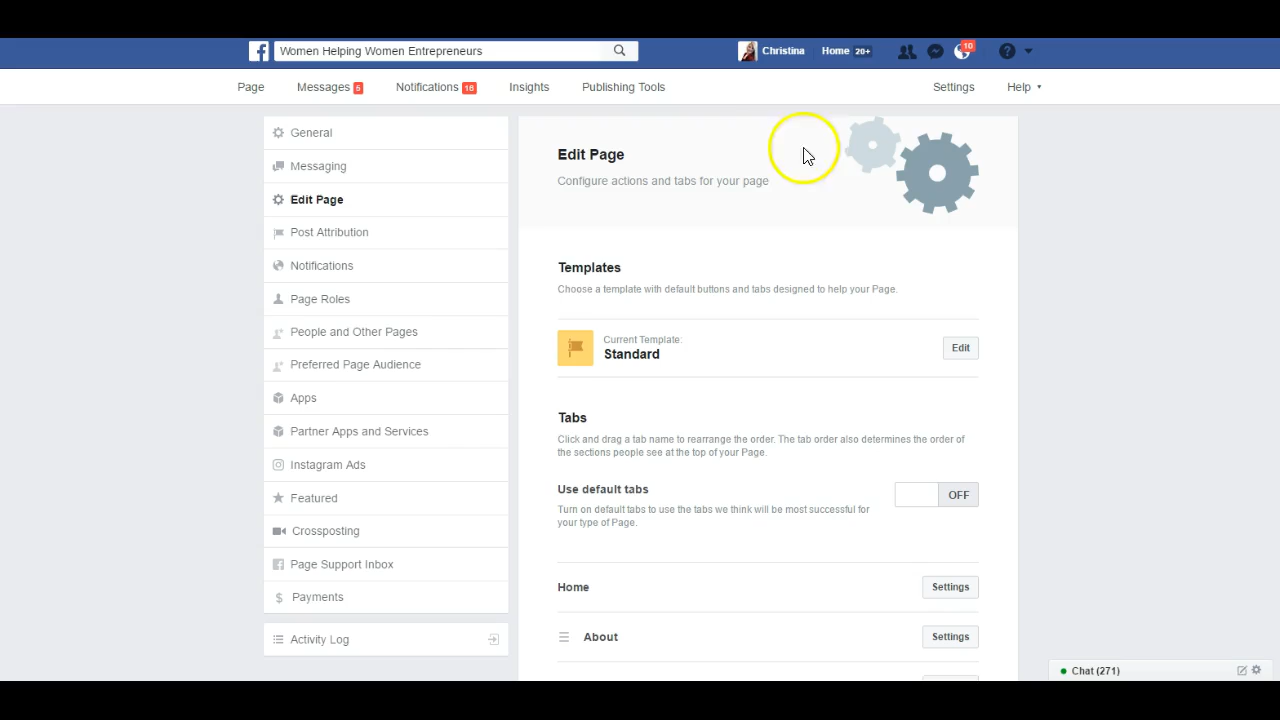 Women Helping Women Entrepreneurs
Christina
Home 20+
10
Page
Messages 5
Notifications 16
Insights
Publishing Tools
Settings
Help
General
Messaging
Edit Page
Post Attribution
Notifications
Page Roles
People and Other Pages
Preferred Page Audience
Apps
Partner Apps and Services
Instagram Ads
Featured
Crossposting
Page Support Inbox
Payments
Activity Log
Edit Page
Configure actions and tabs for your page
Templates
Choose a template with default buttons and tabs designed to help your Page.
Current Template:
Standard
Edit
Tabs
Click and drag a tab name to rearrange the order. The tab order also determines the order of
the sections people see at the top of your Page.
Use default tabs
OFF
Turn on default tabs to use the tabs we think will be most successful for
your type of Page.
Home
Settings
About
Settings
Chat (271)